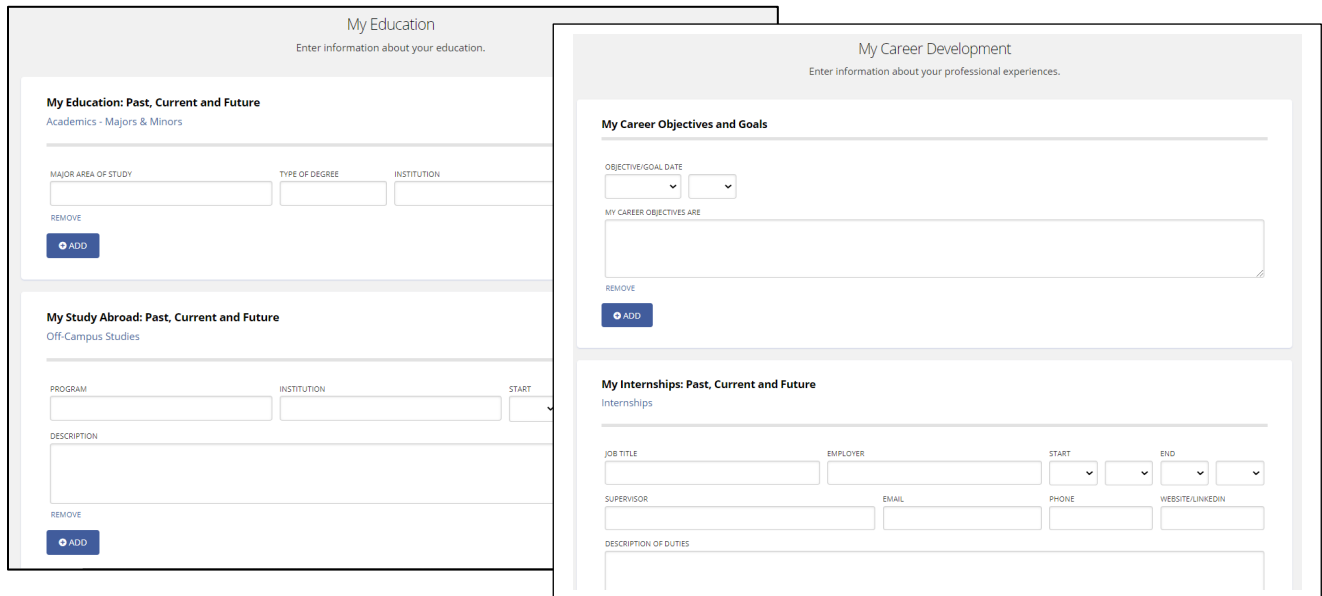 My Education
Enter information about your education.
My Education: Past, Current and Future
Academics - Majors & Minors
MAJOR AREA OF STUDY TYPE OF DEGREE INSTITUTION
REMOVE
ADD
My Study Abroad: Past, Current and Future
Off-Campus Studies
PROGRAM INSTITUTION START
DESCRIPTION
REMOVE
ADD
My Career Development
Enter information about your professional experiences.
My Career Objectives and Goals
OBJECTIVE/GOAL DATE
MY CAREER OBJECTIVES ARE
REMOVE
ADD
My Internships: Past, Current and Future
Internships
JOB TITLE EMPLOYER START END
SUPERVISOR EMAIL PHONE WEBSITE/LINKEDIN
DESCRIPTION OF DUTIES